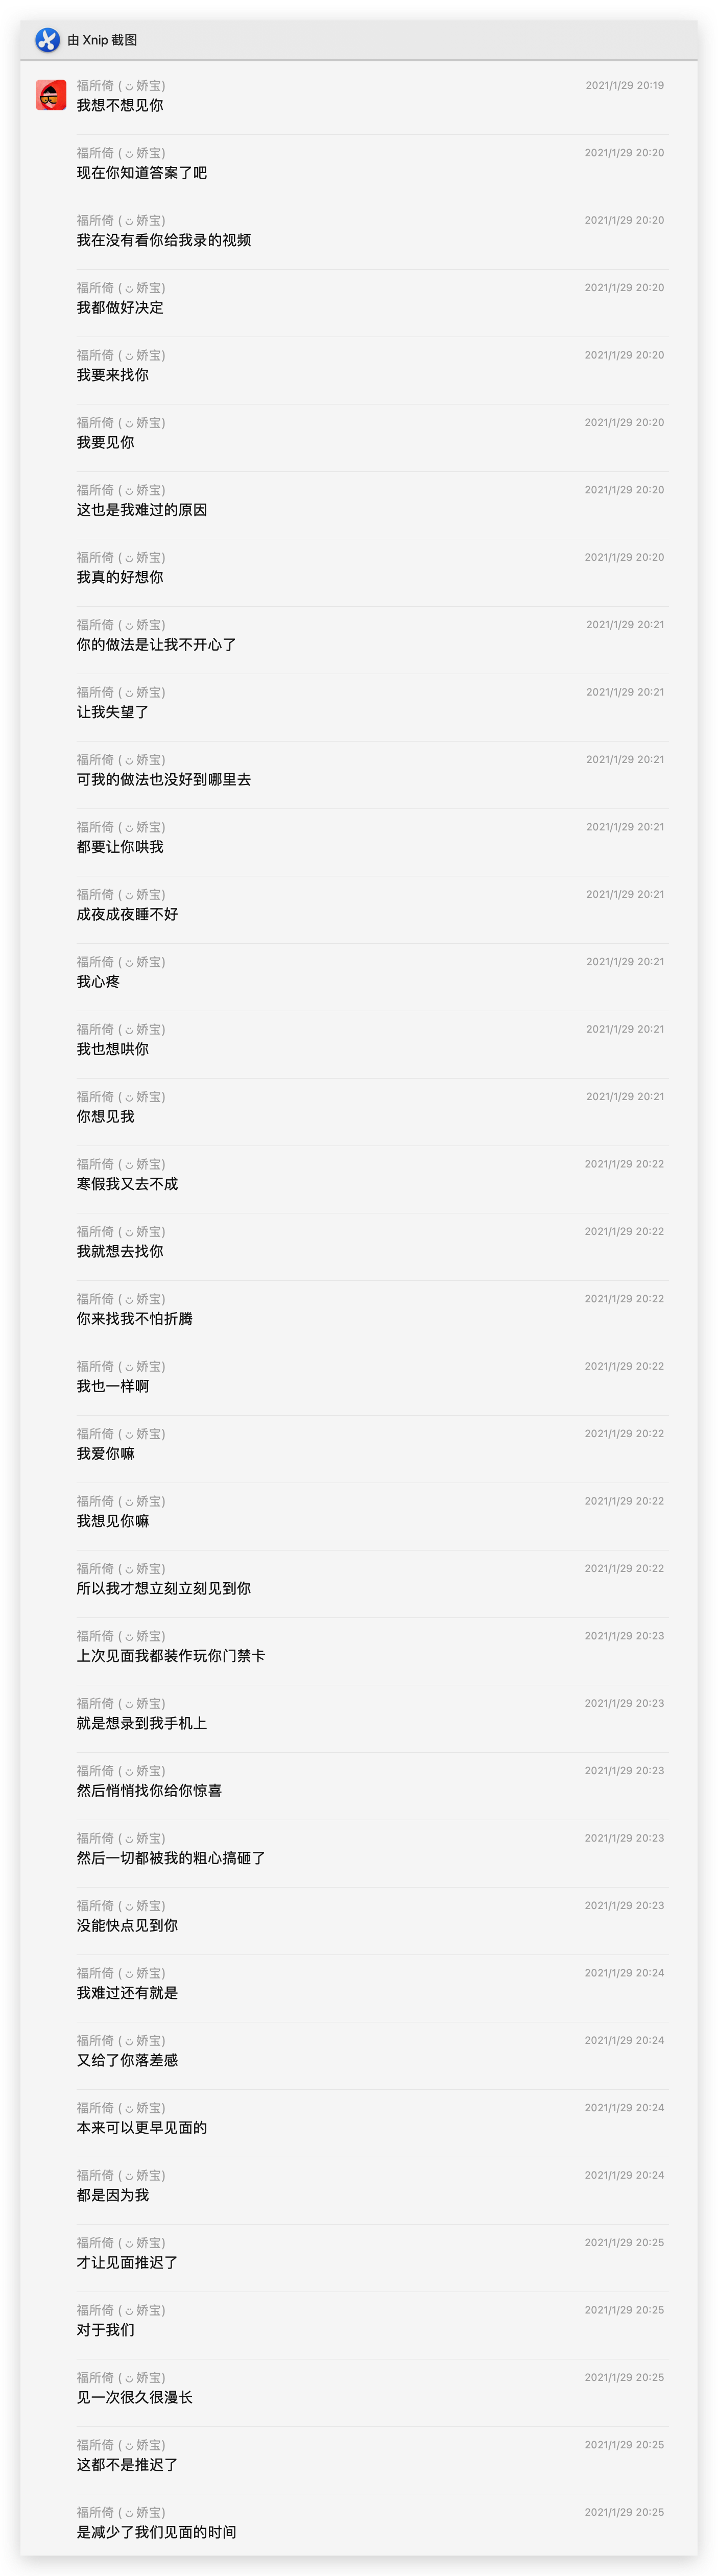 由 Xnip 截图
福所倚 ( ت 娇宝) 2021/1/29 20:19
我想不想见你
福所倚 ( ت 娇宝) 2021/1/29 20:20
现在你知道答案了吧
福所倚 ( ت 娇宝) 2021/1/29 20:20
我在没有看你给我录的视频
福所倚 ( ت 娇宝) 2021/1/29 20:20
我都做好决定
福所倚 ( ت 娇宝) 2021/1/29 20:20
我要来找你
福所倚 ( ت 娇宝) 2021/1/29 20:20
我要见你
福所倚 ( ت 娇宝) 2021/1/29 20:20
这也是我难过的原因
福所倚 ( ت 娇宝) 2021/1/29 20:20
我真的好想你
福所倚 ( ت 娇宝) 2021/1/29 20:21
你的做法是让我不开心了
福所倚 ( ت 娇宝) 2021/1/29 20:21
让我失望了
福所倚 ( ت 娇宝) 2021/1/29 20:21
可我的做法也没好到哪里去
福所倚 ( ت 娇宝) 2021/1/29 20:21
都要让你哄我
福所倚 ( ت 娇宝) 2021/1/29 20:21
成夜成夜睡不好
福所倚 ( ت 娇宝) 2021/1/29 20:21
我心疼
福所倚 ( ت 娇宝) 2021/1/29 20:21
我也想哄你
福所倚 ( ت 娇宝) 2021/1/29 20:21
你想见我
福所倚 ( ت 娇宝) 2021/1/29 20:22
寒假我又去不成
福所倚 ( ت 娇宝) 2021/1/29 20:22
我就想去找你
福所倚 ( ت 娇宝) 2021/1/29 20:22
你来找我不怕折腾
福所倚 ( ت 娇宝) 2021/1/29 20:22
我也一样啊
福所倚 ( ت 娇宝) 2021/1/29 20:22
我爱你嘛
福所倚 ( ت 娇宝) 2021/1/29 20:22
我想见你嘛
福所倚 ( ت 娇宝) 2021/1/29 20:22
所以我才想立刻立刻见到你
福所倚 ( ت 娇宝) 2021/1/29 20:23
上次见面我都装作玩你门禁卡
福所倚 ( ت 娇宝) 2021/1/29 20:23
就是想录到我手机上
福所倚 ( ت 娇宝) 2021/1/29 20:23
然后悄悄找你给你惊喜
福所倚 ( ت 娇宝) 2021/1/29 20:23
然后一切都被我的粗心搞砸了
福所倚 ( ت 娇宝) 2021/1/29 20:23
没能快点见到你
福所倚 ( ت 娇宝) 2021/1/29 20:24
我难过还有就是
福所倚 ( ت 娇宝) 2021/1/29 20:24
又给了你落差感
福所倚 ( ت 娇宝) 2021/1/29 20:24
本来可以更早见面的
福所倚 ( ت 娇宝) 2021/1/29 20:24
都是因为我
福所倚 ( ت 娇宝) 2021/1/29 20:25
才让见面推迟了
福所倚 ( ت 娇宝) 2021/1/29 20:25
对于我们
福所倚 ( ت 娇宝) 2021/1/29 20:25
见一次很久很漫长
福所倚 ( ت 娇宝) 2021/1/29 20:25
这都不是推迟了
福所倚 ( ت 娇宝) 2021/1/29 20:25
是减少了我们见面的时间